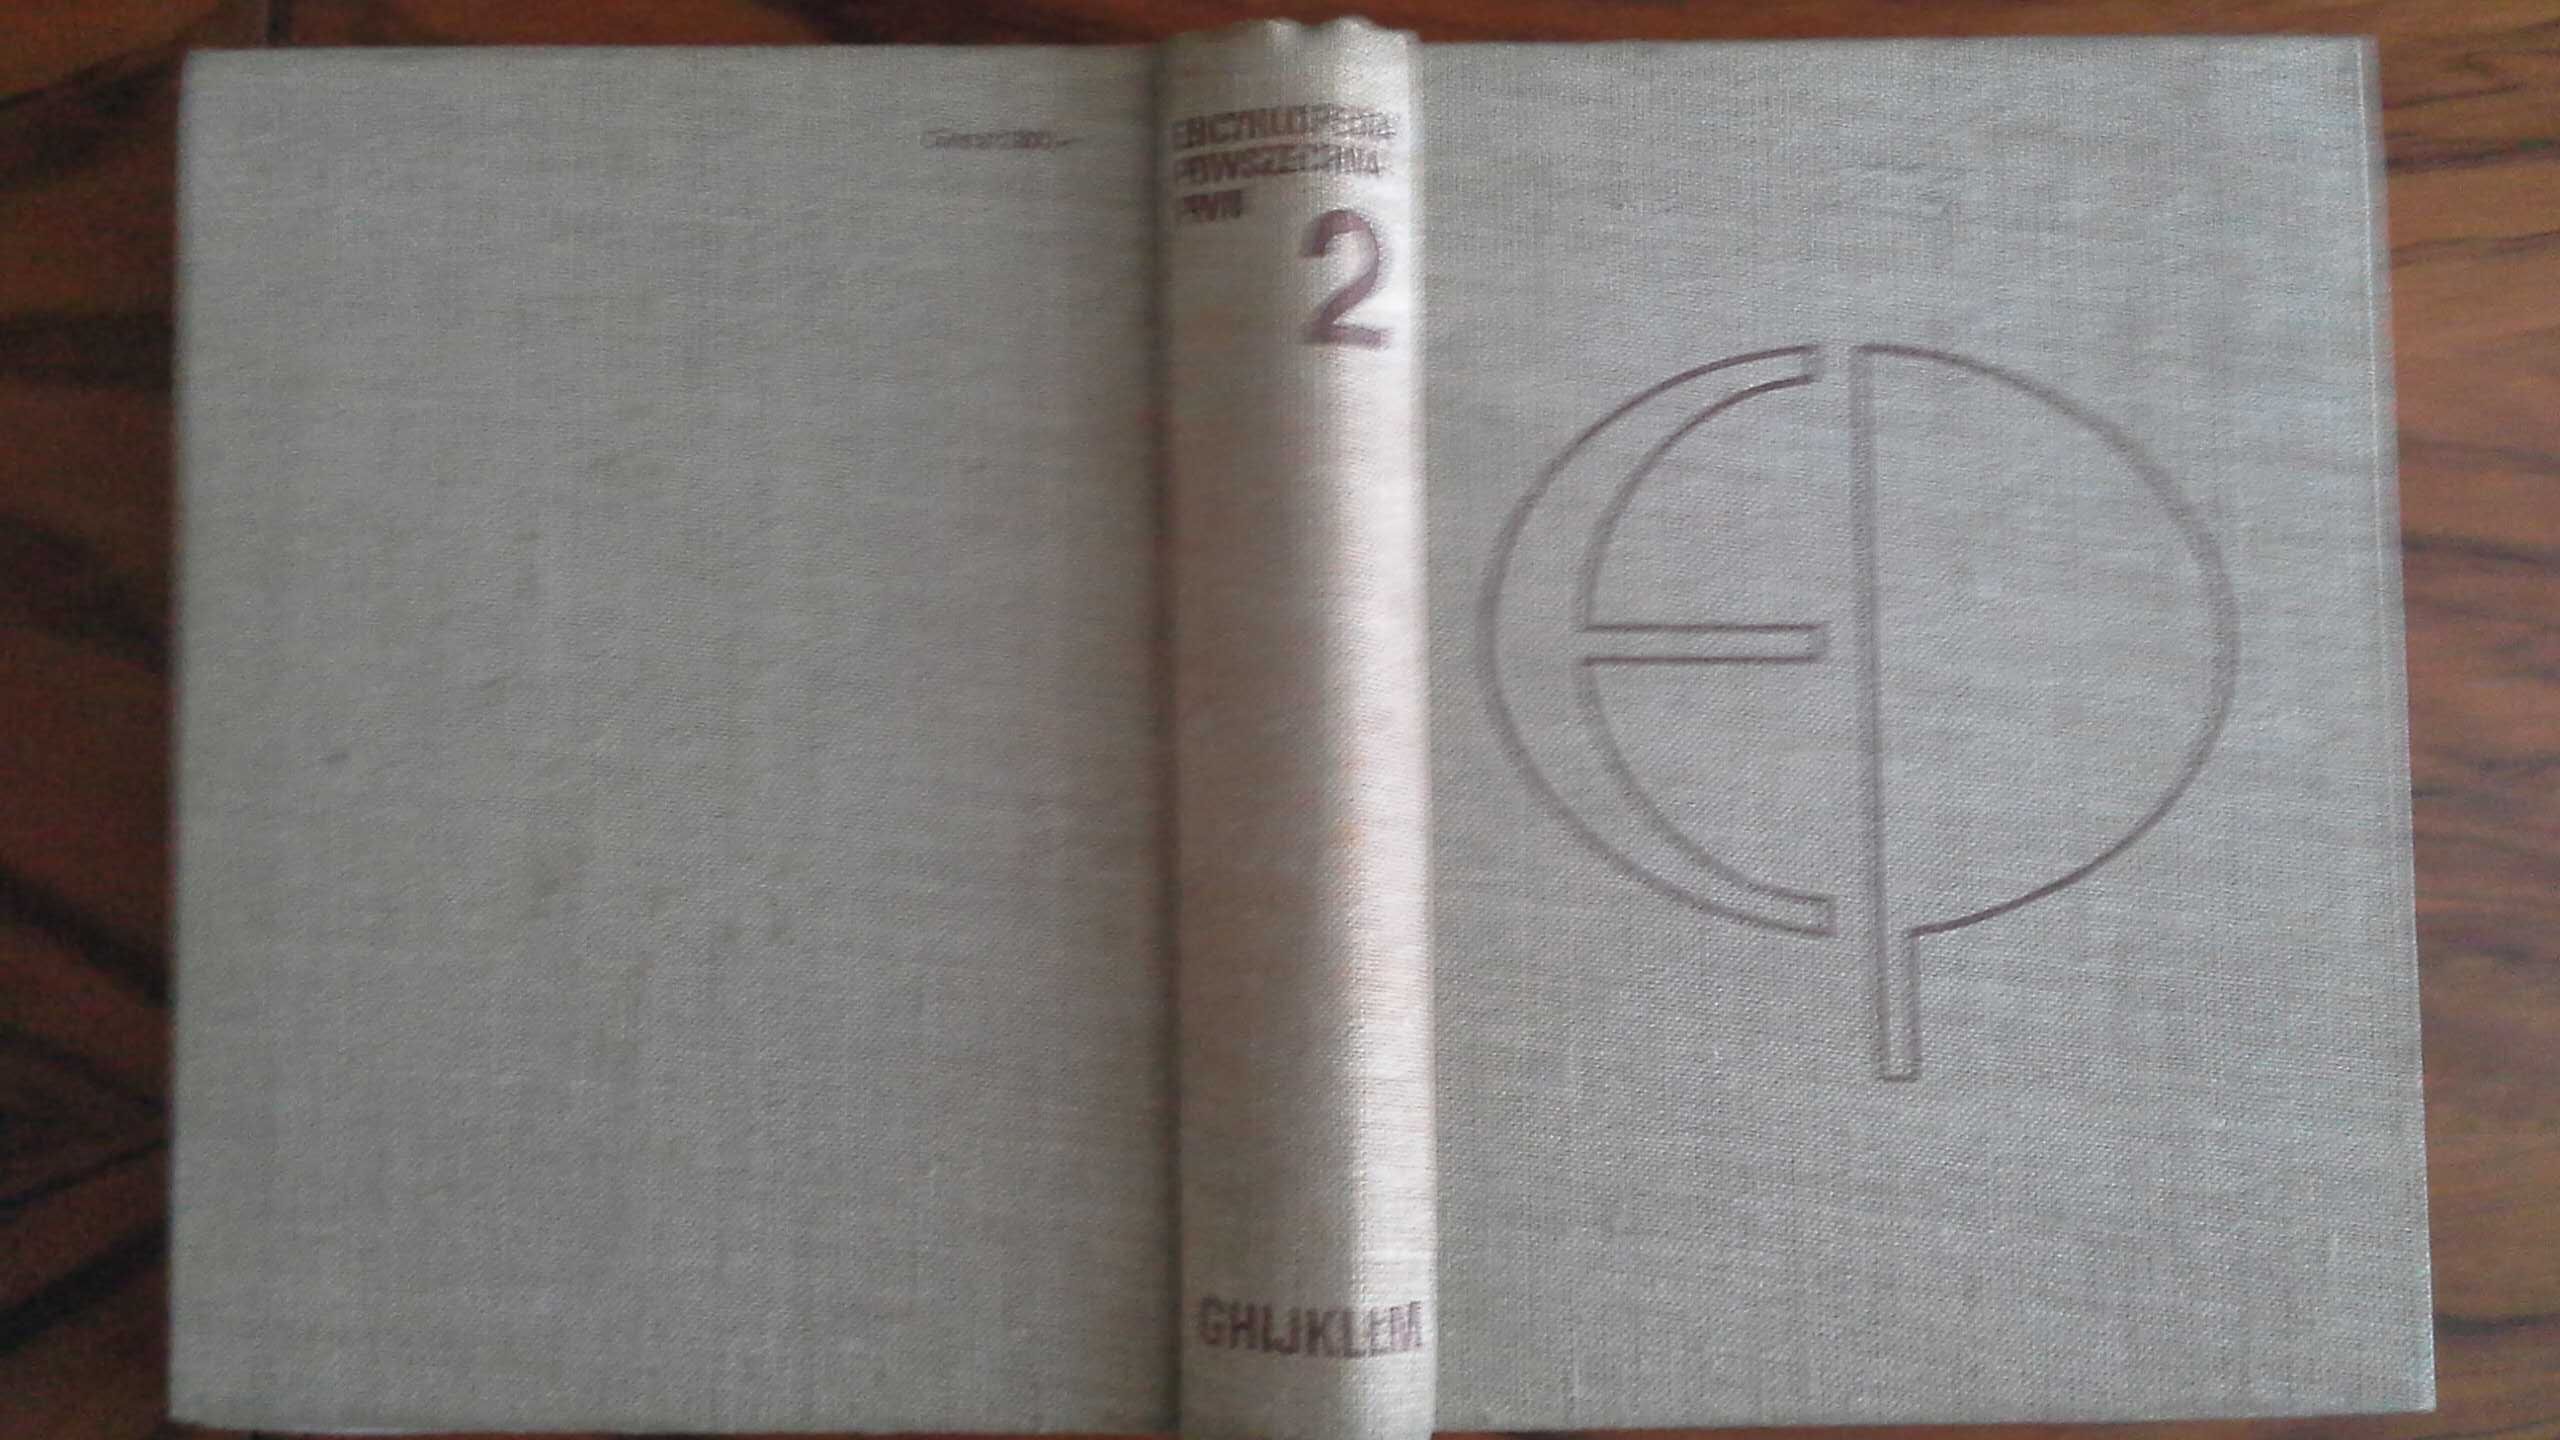 ENCYKLOPEDIA
POWSZECHNA
PWN
2
GHIJKLŁM
EP